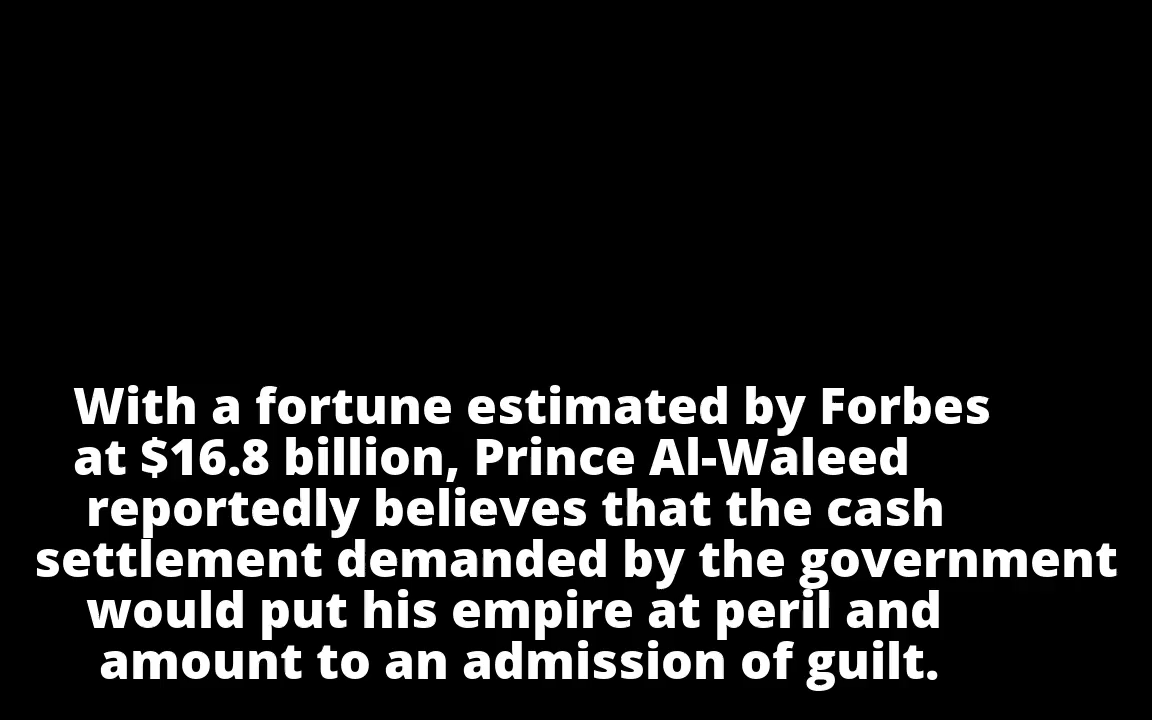 With a fortune estimated by Forbes
at $16.8 billion, Prince Al-Waleed
reportedly believes that the cash
settlement demanded by the government
would put his empire at peril and
amount to an admission of guilt.